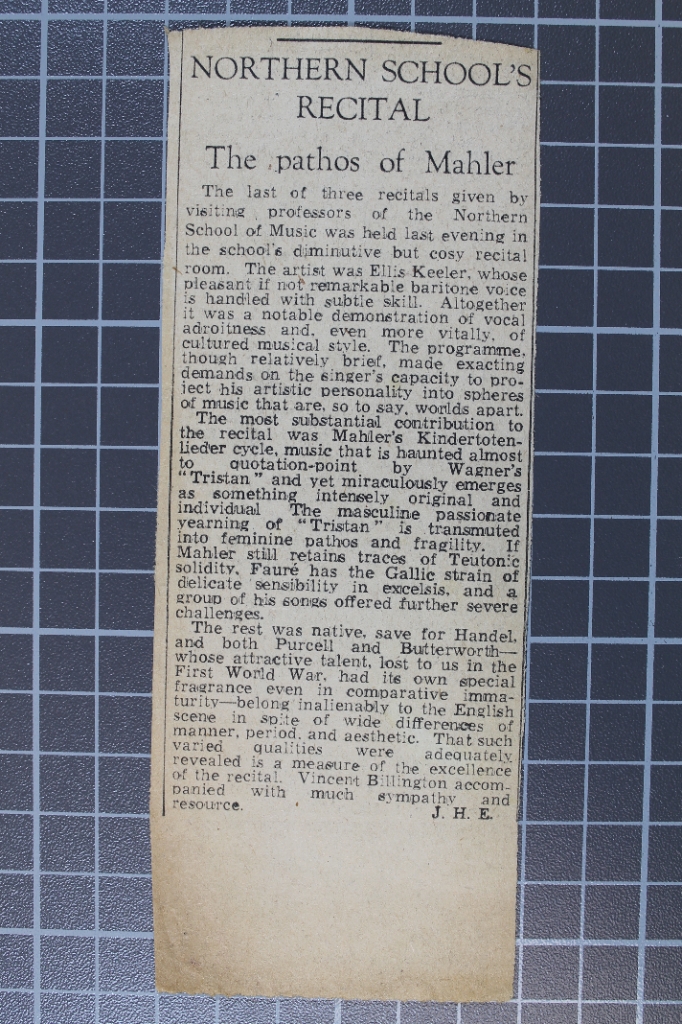 NORTHERN SCHOOL'S
RECITAL
The pathos of Mahler
The last of three recitals given by
visiting professors of the Northern
School of Music was held last evening in
the school's diminutive but cosy recital
room. The artist was Ellis Keeler, whose
pleasant if not remarkable baritone voice
is handled with subtle skill. Altogether
it was a notable demonstration of vocal
adroitness and, even more vitally, of
cultured musical style. The programme,
though relatively brief, made exacting
demands on the singer's capacity to pro-
ject his artistic personality into spheres
of music that are, so to say, worlds apart.
The most substantial contribution to
the recital was Mahler's Kindertoten-
lieder cycle, music that is haunted almost
to quotation-point by Wagner's
"Tristan" and yet miraculously emerges
as something intensely original and
individual The masculine passionate
yearning of "Tristan" is transmuted
into feminine pathos and fragility. If
Mahler still retains traces of Teutonic
solidity, Fauré has the Gallic strain of
delicate sensibility in excelsis, and a
group of his songs offered further severe
challenges.
The rest was native, save for Handel,
and both Purcell and Butterworth—
whose attractive talent, lost to us in the
First World War, had its own special
fragrance even in comparative imma-
turity—belong inalienably to the English
scene in spite of wide differences of
manner, period, and aesthetic. That such
varied qualities were adequately
revealed is a measure of the excellence
of the recital. Vincent Billington accom-
panied with much sympathy and
resource.
J. H. E.